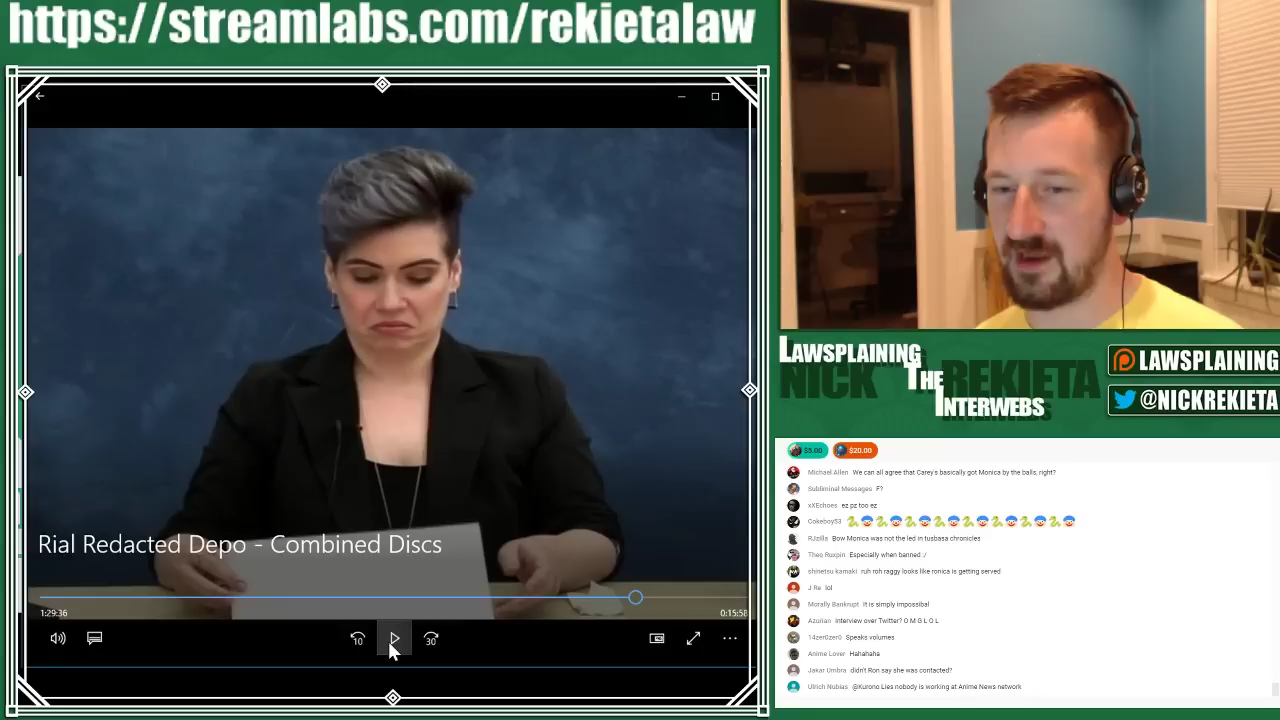 https://streamlabs.com/rekietalaw
Rial Redacted Depo - Combined Discs
1:29:36
0:15:58
10
30
LAWSPLAINING
THE
INTERWEBS
NICK REKIETA
LAWSPLAINING
@NICKREKIETA
$5.00
$20.00
Michael Allen We can all agree that Carey's basically got Monica by the balls, right?
Subliminal Messages F?
xXEchoes ez pz too ez
Cokeboy53
RJzilla Bow Monica was not the led in tusbasa chronicles
Theo Ruxpin Especially when banned :/
shinetsu kamaki ruh roh raggy looks like ronica is getting served
J Re lol
Morally Bankrupt It is simply impossibal
Azurian Interview over Twitter? O M G L O L
14zer0zer0 Speaks volumes
Anime Lover Hahahaha
Jakar Umbra didn't Ron say she was contacted?
Ulrich Nobias @Kurono Lies nobody is working at Anime News network